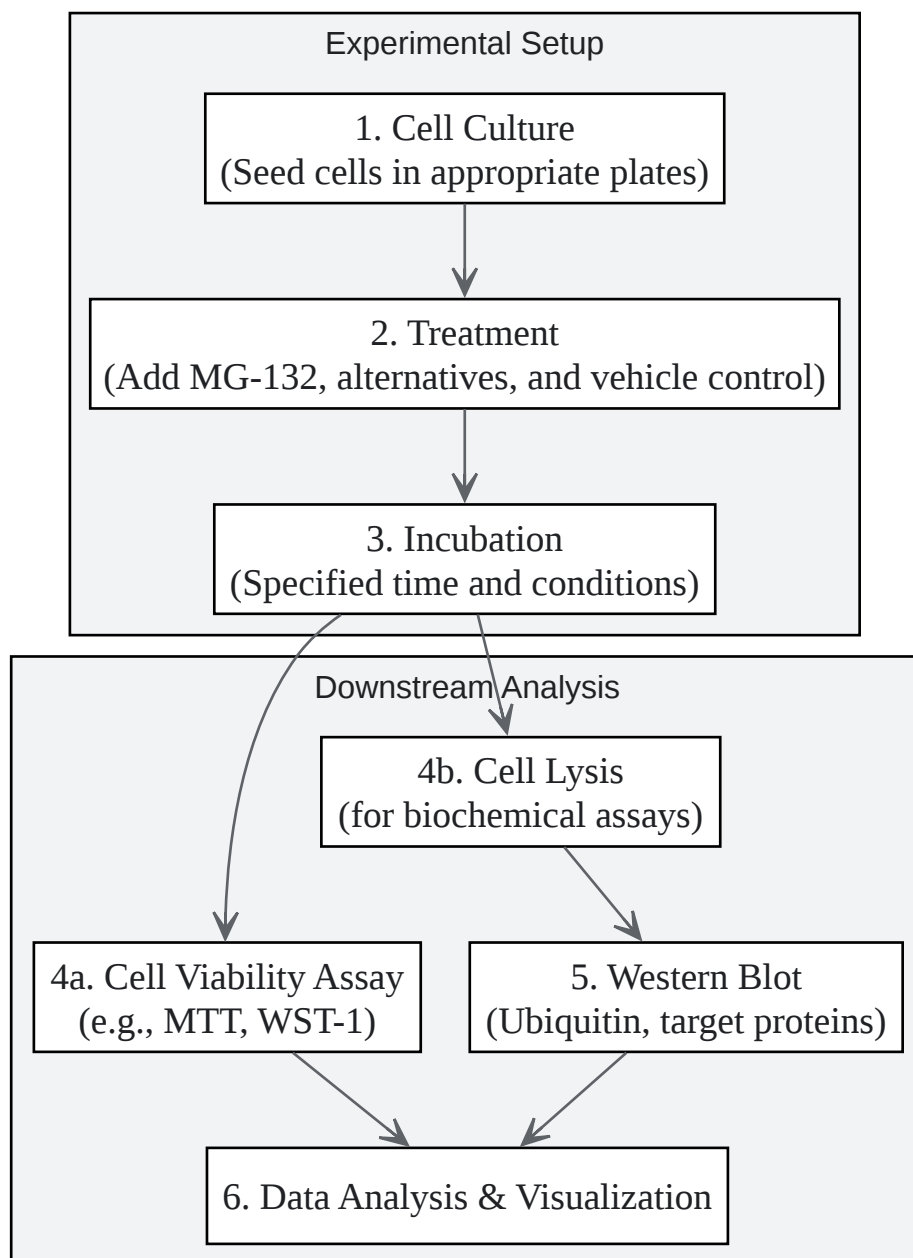 Experimental Setup
1. Cell Culture
(Seed cells in appropriate plates)
2. Treatment
(Add MG-132, alternatives, and vehicle control)
3. Incubation
(Specified time and conditions)
Downstream Analysis
4b. Cell Lysis
(for biochemical assays)
4a. Cell Viability Assay
(e.g., MTT, WST-1)
5. Western Blot
(Ubiquitin, target proteins)
6. Data Analysis & Visualization